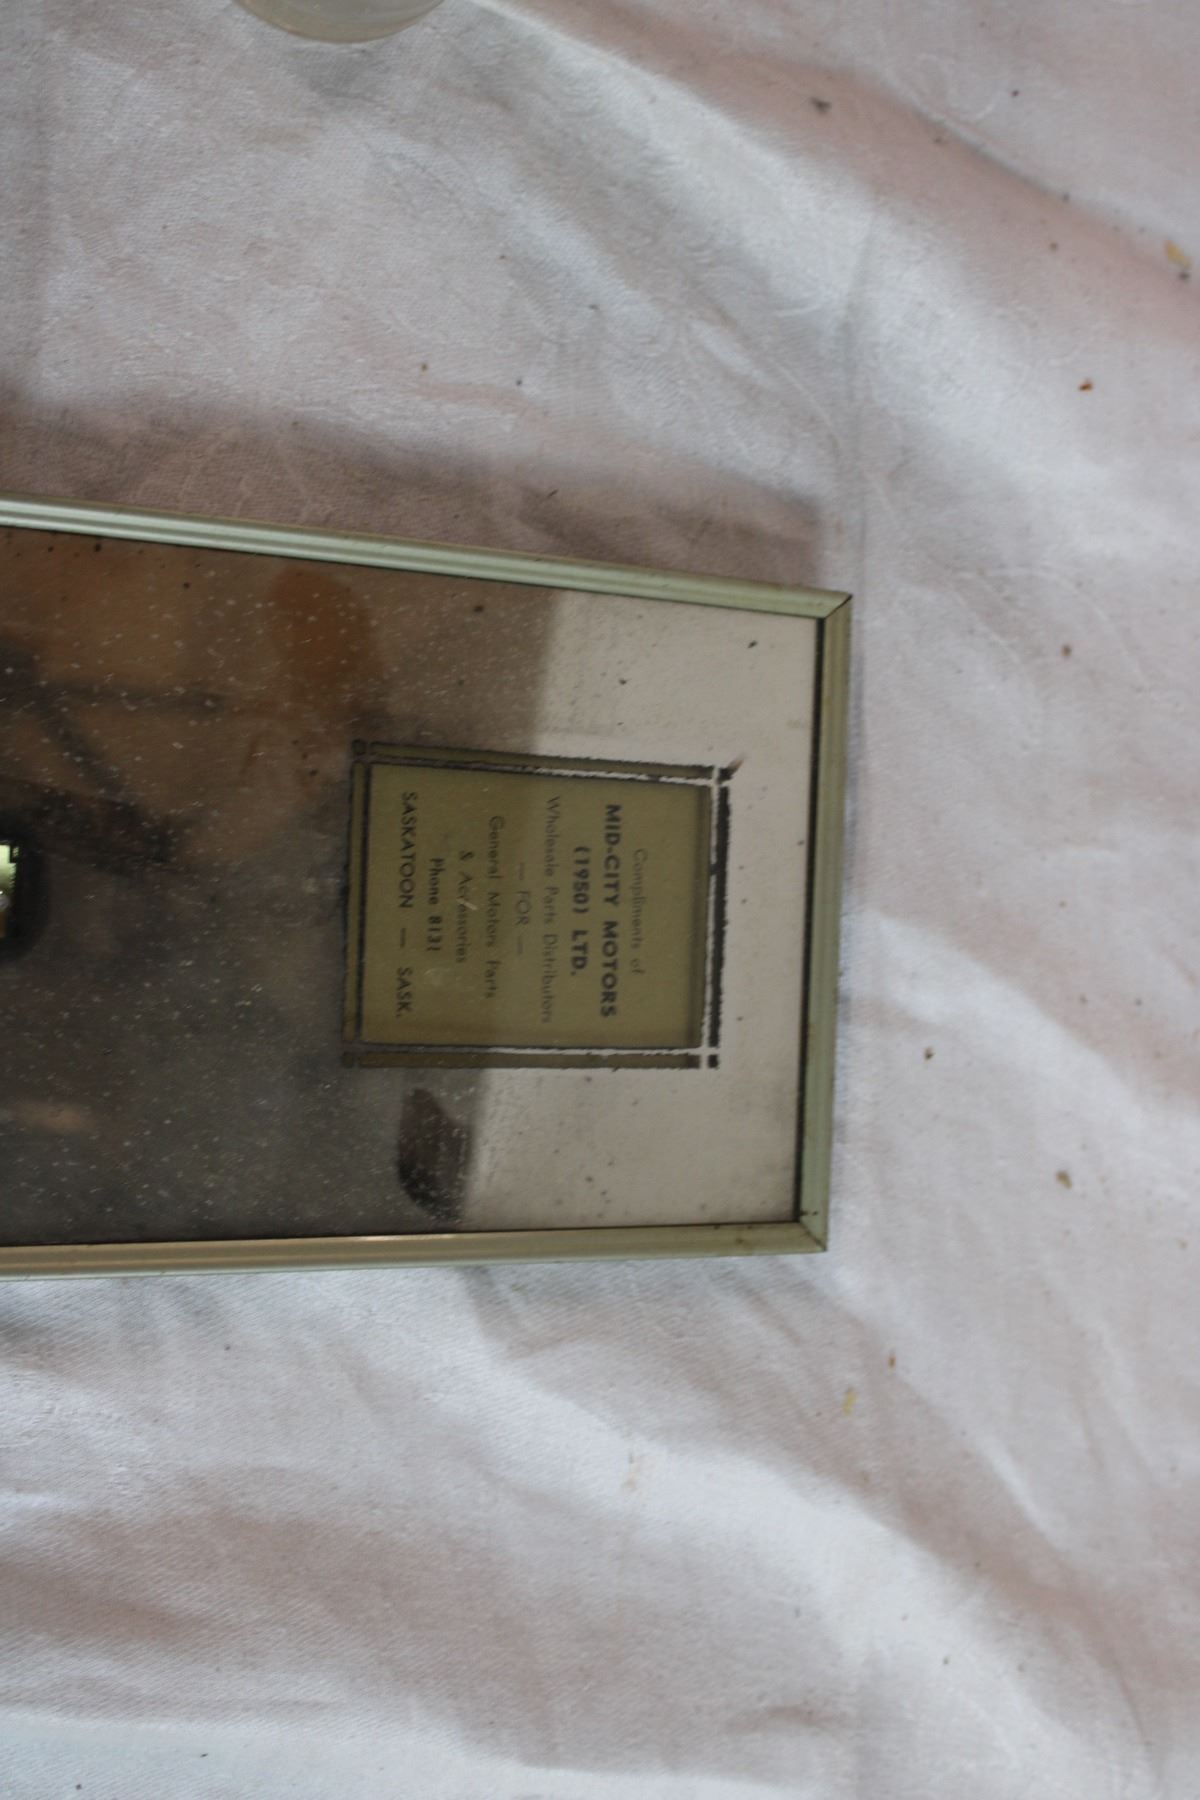 Compliments of
MID-CITY MOTORS
(1950) LTD.
Wholesale Parts Distributors
— FOR —
General Motors Parts
& Accessories
Phone 8131
SASKATOON — SASK.